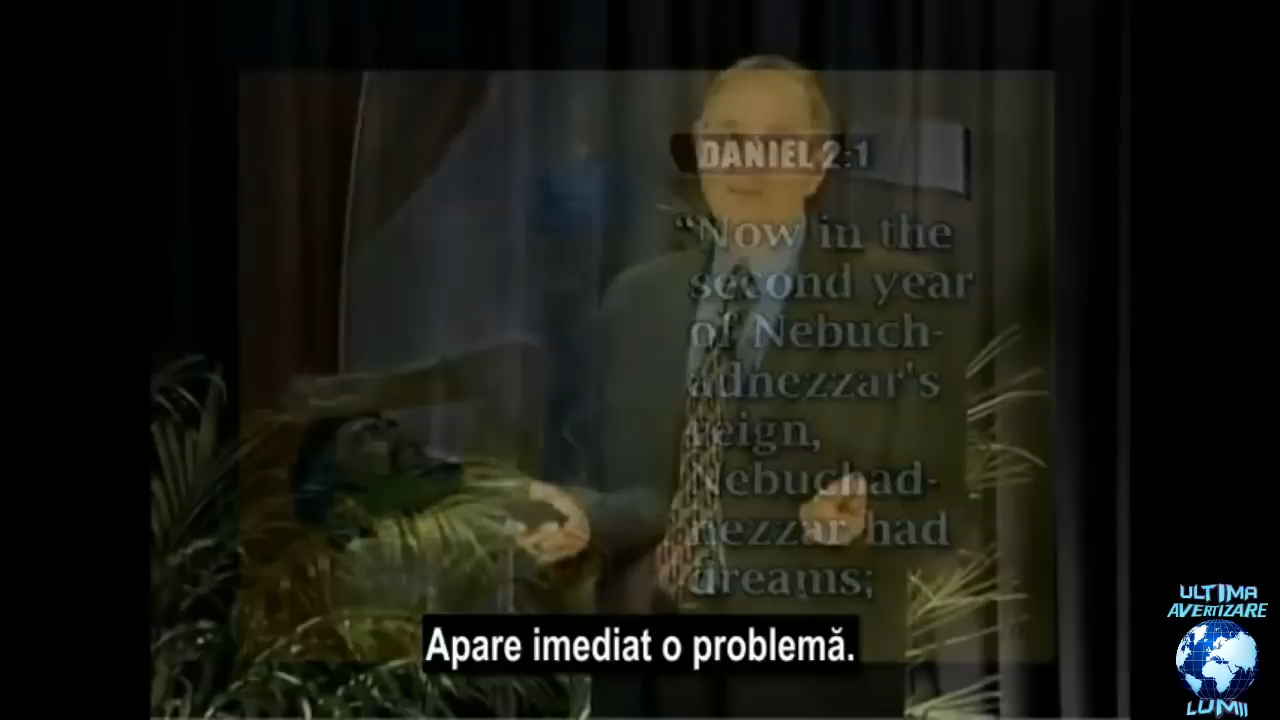 DANIEL 2:1
"Now in the
second year
of Nebuch-
adnezzar's
reign,
Nebuchad-
nezzar had
dreams;
Apare imediat o problemă.
ULTIMA
AVERTIZARE
LUMII